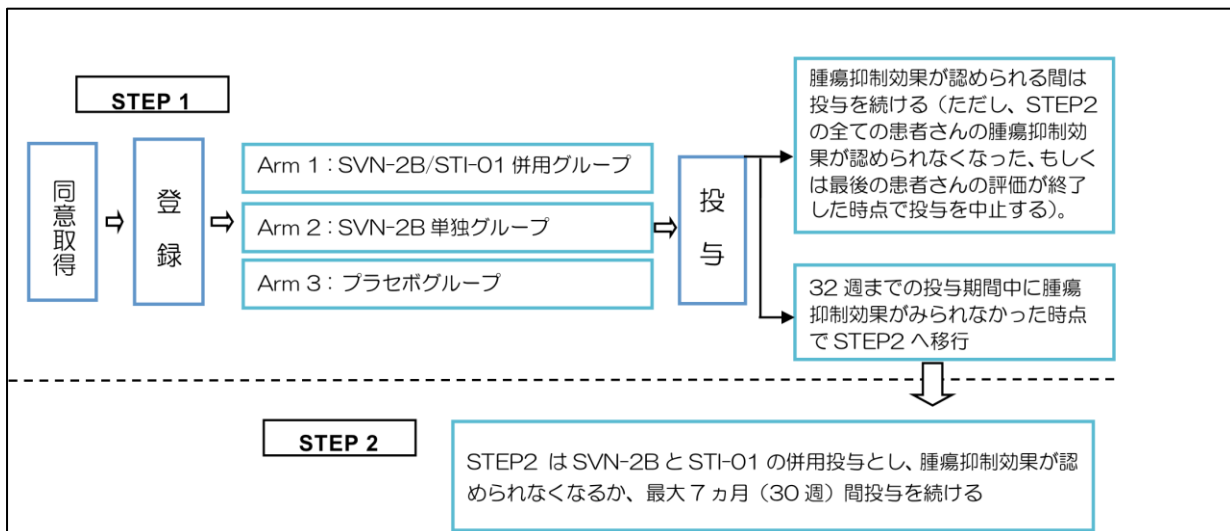 STEP 1
同意取得
登録
Arm 1：SVN-2B/STI-01 併用グループ
Arm 2：SVN-2B 単独グループ
Arm 3：プラセボグループ
投与
腫瘍抑制効果が認められる間は
投与を続ける（ただし、STEP2
の全ての患者さんの腫瘍抑制効
果が認められなくなった、もしく
は最後の患者さんの評価が終了
した時点で投与を中止する）。
32 週までの投与期間中に腫瘍
抑制効果がみられなかった時点
で STEP2 へ移行
STEP 2
STEP2 は SVN-2B と STI-01 の併用投与とし、腫瘍抑制効果が認
められなくなるか、最大 7 ヵ月（30 週）間投与を続ける